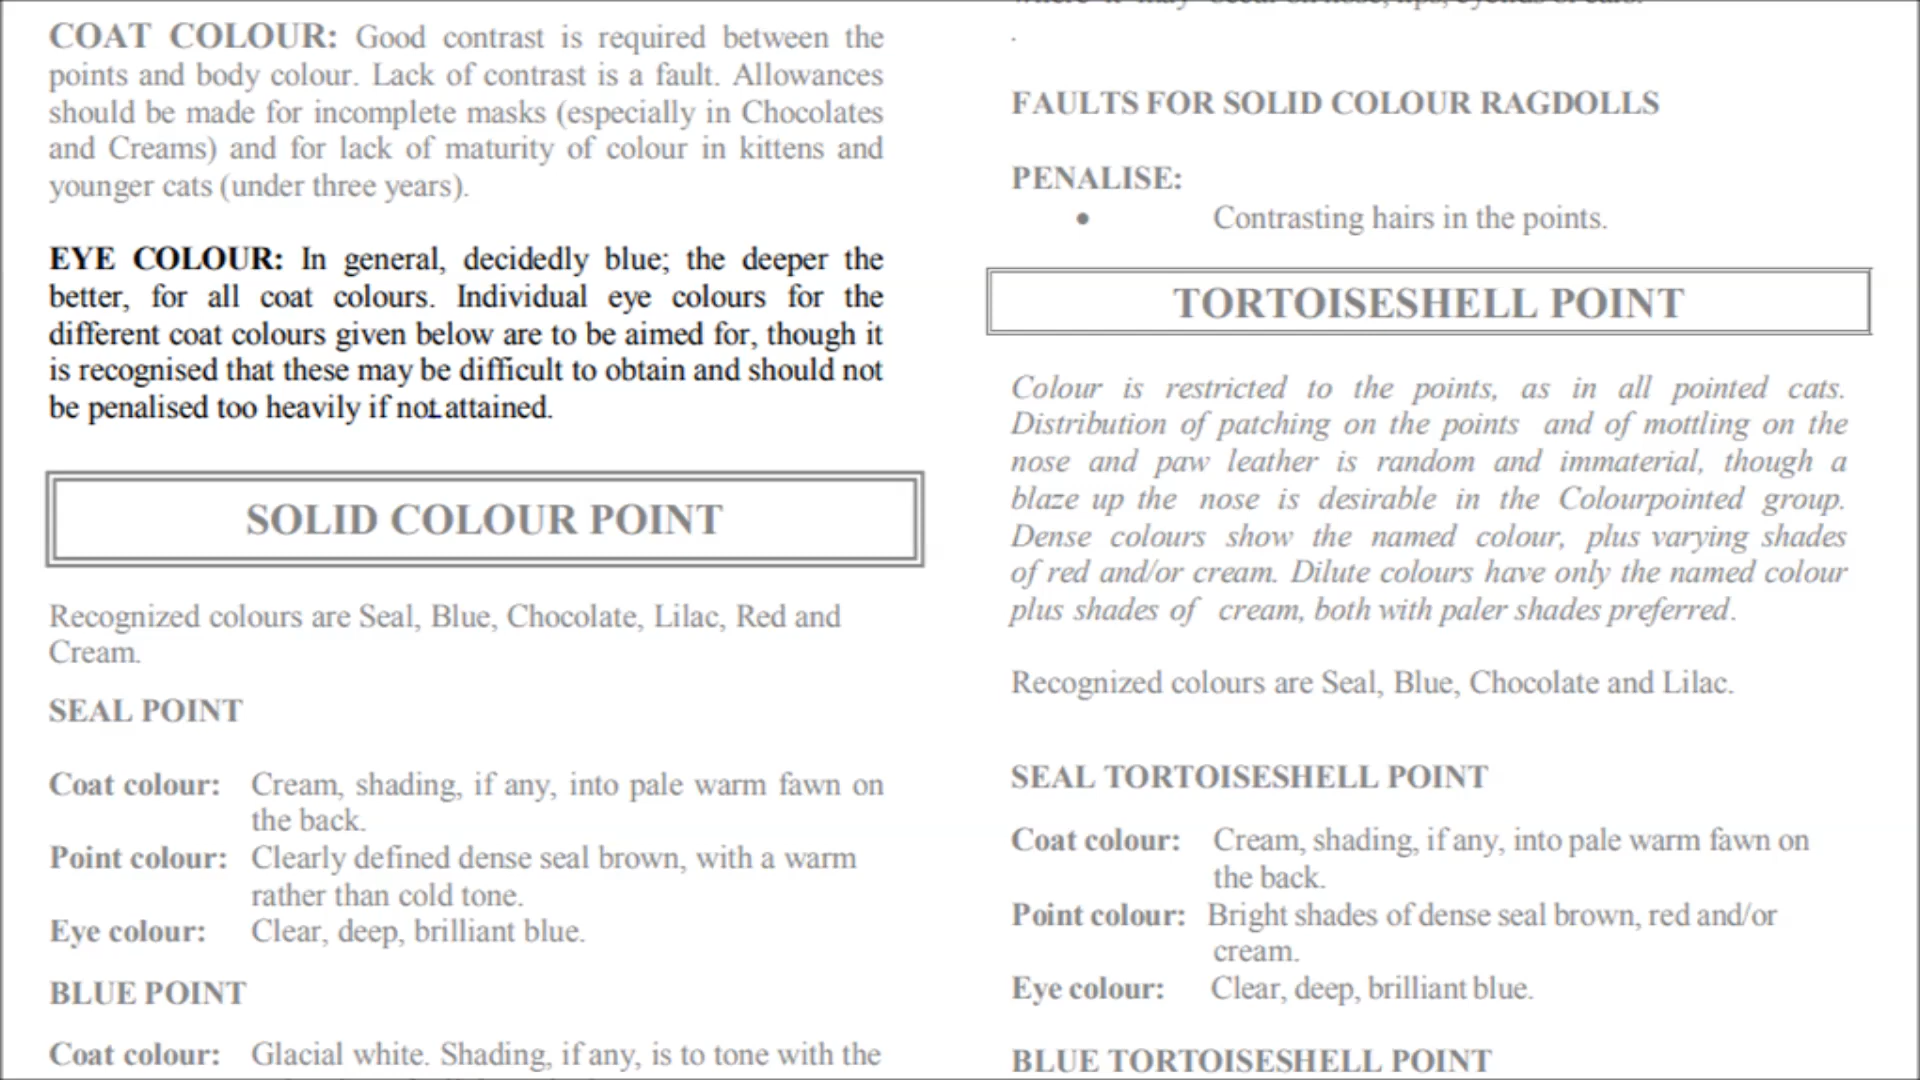 COAT COLOUR: Good contrast is required between the
points and body colour. Lack of contrast is a fault. Allowances
should be made for incomplete masks (especially in Chocolates
and Creams) and for lack of maturity of colour in kittens and
younger cats (under three years).
EYE COLOUR: In general, decidedly blue; the deeper the
better, for all coat colours. Individual eye colours for the
different coat colours given below are to be aimed for, though it
is recognised that these may be difficult to obtain and should not
be penalised too heavily if not attained.
SOLID COLOUR POINT
Recognized colours are Seal, Blue, Chocolate, Lilac, Red and
Cream.
SEAL POINT
Coat colour: Cream, shading, if any, into pale warm fawn on
the back.
Point colour: Clearly defined dense seal brown, with a warm
rather than cold tone.
Eye colour: Clear, deep, brilliant blue.
BLUE POINT
Coat colour: Glacial white. Shading, if any, is to tone with the
.
FAULTS FOR SOLID COLOUR RAGDOLLS
PENALISE:
• Contrasting hairs in the points.
TORTOISESHELL POINT
Colour is restricted to the points, as in all pointed cats.
Distribution of patching on the points and of mottling on the
nose and paw leather is random and immaterial, though a
blaze up the nose is desirable in the Colourpointed group.
Dense colours show the named colour, plus varying shades
of red and/or cream. Dilute colours have only the named colour
plus shades of cream, both with paler shades preferred.
Recognized colours are Seal, Blue, Chocolate and Lilac.
SEAL TORTOISESHELL POINT
Coat colour: Cream, shading, if any, into pale warm fawn on
the back.
Point colour: Bright shades of dense seal brown, red and/or
cream.
Eye colour: Clear, deep, brilliant blue.
BLUE TORTOISESHELL POINT